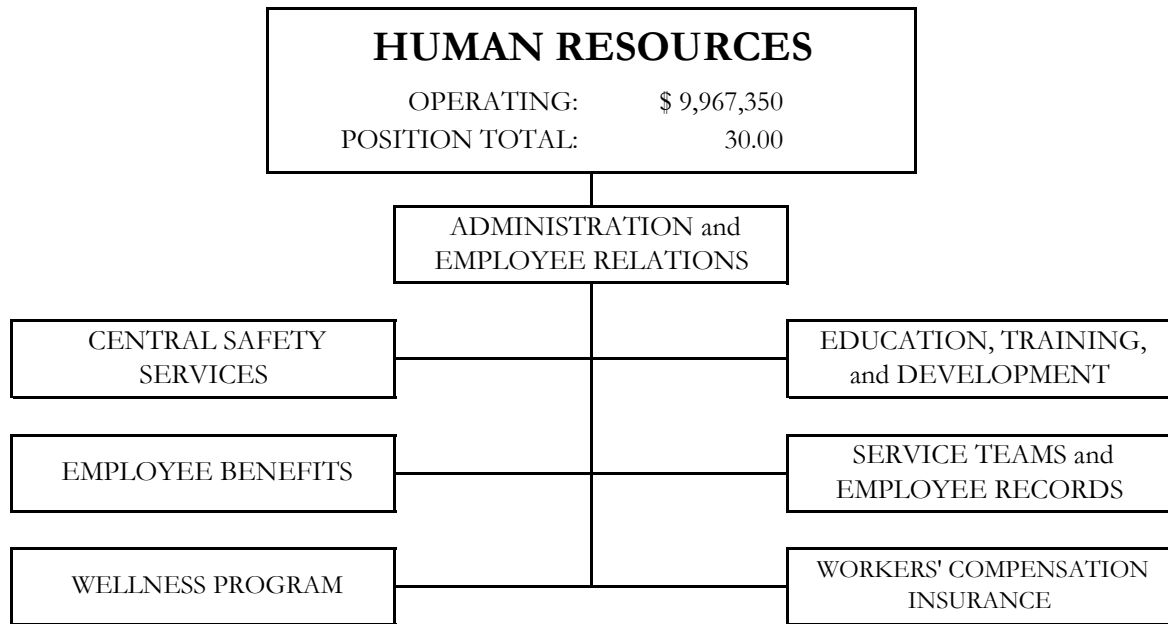 HUMAN RESOURCES
OPERATING: $ 9,967,350
POSITION TOTAL: 30.00
ADMINISTRATION and
EMPLOYEE RELATIONS
CENTRAL SAFETY
SERVICES
EDUCATION, TRAINING,
and DEVELOPMENT
EMPLOYEE BENEFITS
SERVICE TEAMS and
EMPLOYEE RECORDS
WELLNESS PROGRAM
WORKERS' COMPENSATION
INSURANCE